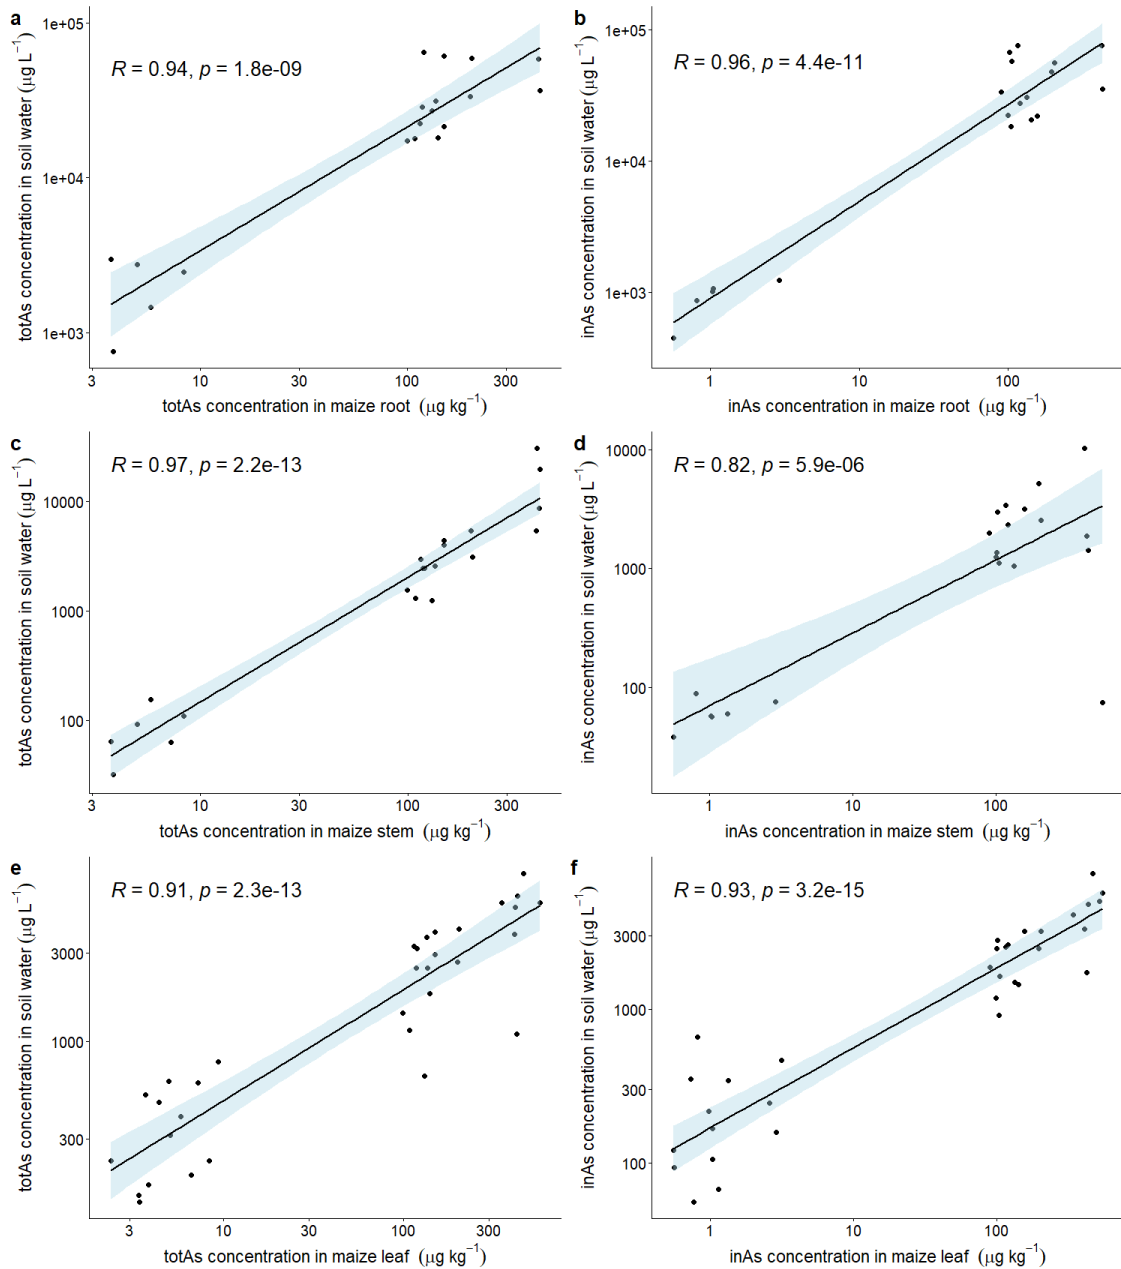 a
R = 0.94, p = 1.8e-09
totAs concentration in soil water (μg L⁻¹)
1e+05
1e+04
1e+03
3 10 30 100 300
totAs concentration in maize root (μg kg⁻¹)
b
R = 0.96, p = 4.4e-11
inAs concentration in soil water (μg L⁻¹)
1e+05
1e+04
1e+03
1 10 100
inAs concentration in maize root (μg kg⁻¹)
c
R = 0.97, p = 2.2e-13
totAs concentration in soil water (μg L⁻¹)
10000
1000
100
3 10 30 100 300
totAs concentration in maize stem (μg kg⁻¹)
d
R = 0.82, p = 5.9e-06
inAs concentration in soil water (μg L⁻¹)
10000
1000
100
1 10 100
inAs concentration in maize stem (μg kg⁻¹)
e
R = 0.91, p = 2.3e-13
totAs concentration in soil water (μg L⁻¹)
3000
1000
300
3 10 30 100 300
totAs concentration in maize leaf (μg kg⁻¹)
f
R = 0.93, p = 3.2e-15
inAs concentration in soil water (μg L⁻¹)
3000
1000
300
100
1 10 100
inAs concentration in maize leaf (μg kg⁻¹)